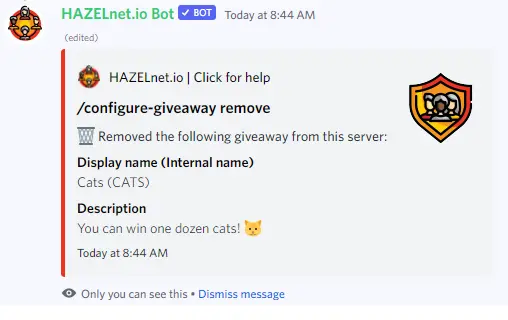 HAZELnet.io Bot ✓ BOT Today at 8:44 AM
(edited)
HAZELnet.io | Click for help
/configure-giveaway remove
🗑 Removed the following giveaway from this server:
Display name (Internal name)
Cats (CATS)
Description
You can win one dozen cats! 🐱
Today at 8:44 AM
Only you can see this • Dismiss message